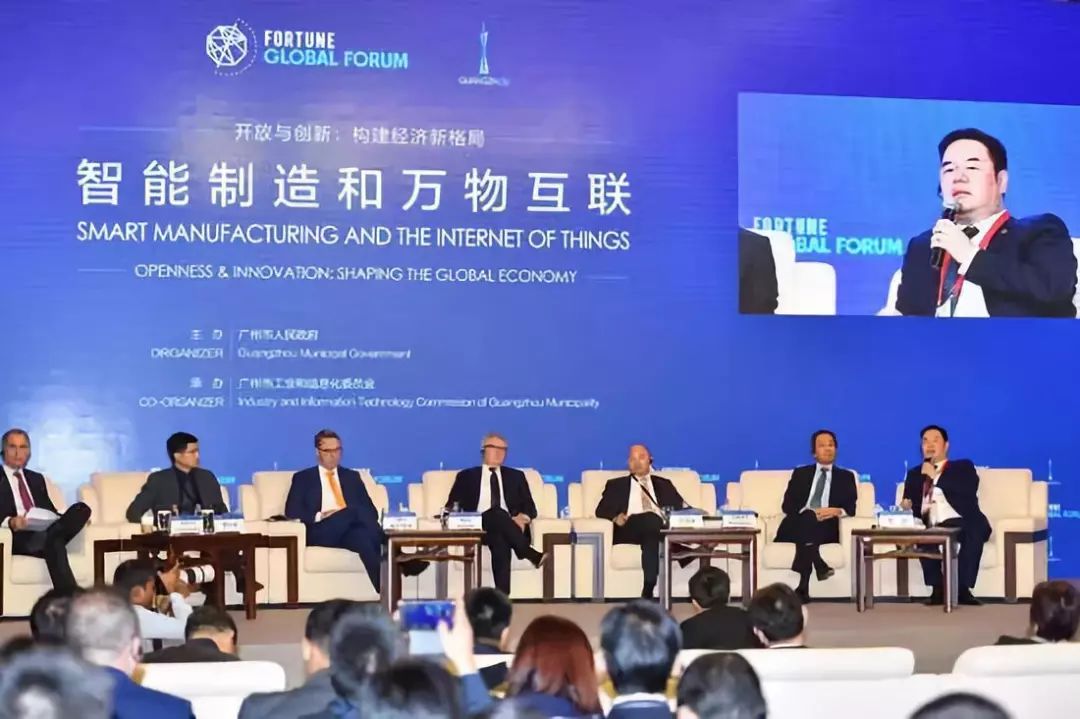 FORTUNE
GLOBAL FORUM
GUANGZHOU
开放与创新：构建经济新格局
智能制造和万物互联
SMART MANUFACTURING AND THE INTERNET OF THINGS
OPENNESS & INNOVATION: SHAPING THE GLOBAL ECONOMY
主 办 广州市人民政府
ORGANIZER Guangzhou Municipal Government
承 办 广州市工业和信息化委员会
CO-ORGANIZER Industry and Information Technology Commission of Guangzhou Municipality
FORTUNE
GLOBAL FORUM